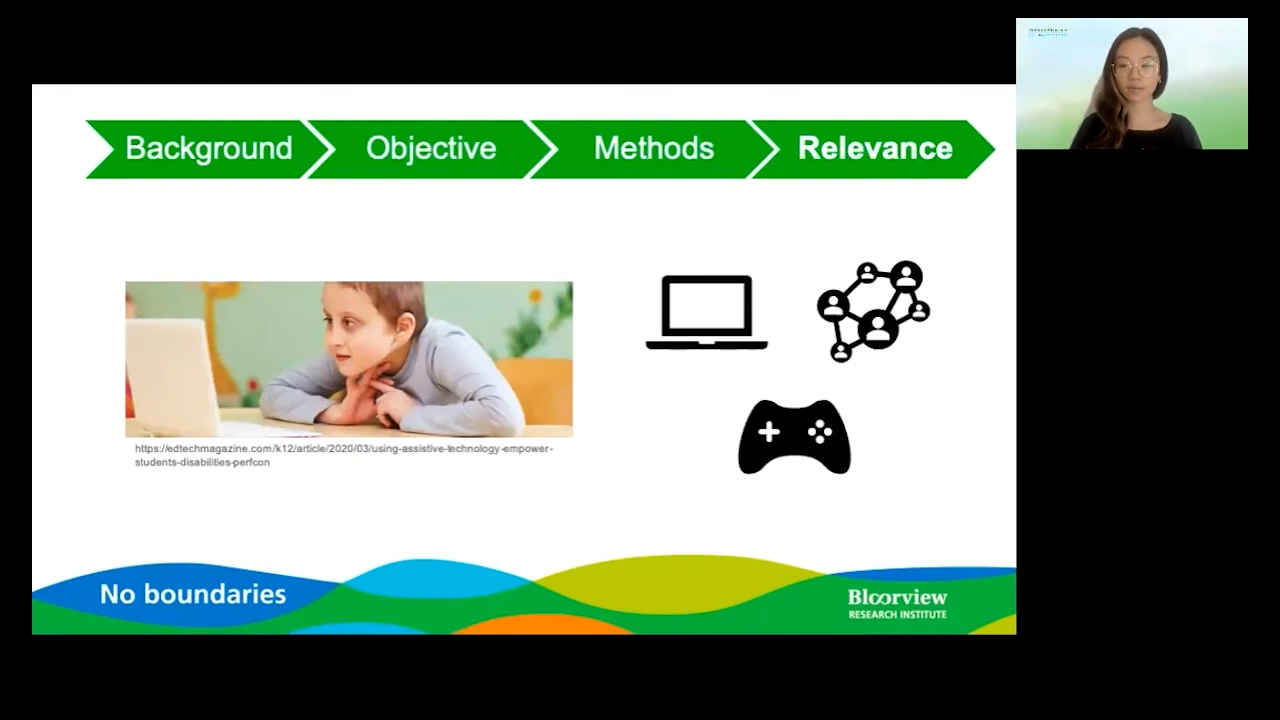 Background
Objective
Methods
Relevance
https://edtechmagazine.com/k12/article/2020/03/using-assistive-technology-empower-
students-disabilities-perfcon
No boundaries
Bloorview
RESEARCH INSTITUTE